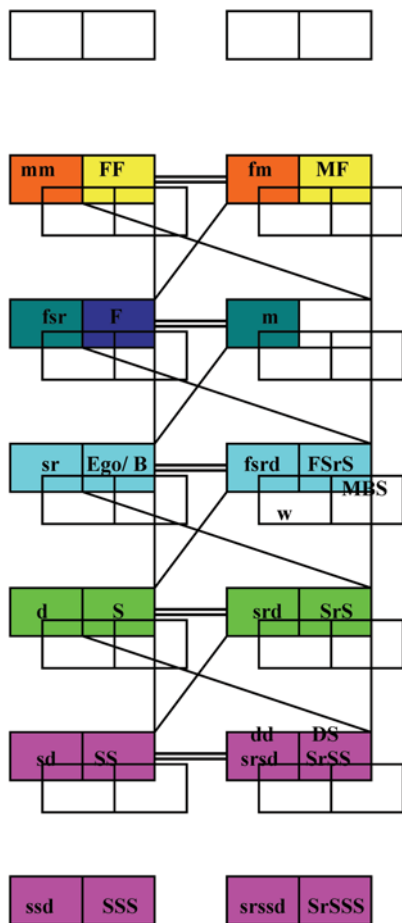 mm FF fm MF
fsr F m
sr Ego/ B fsrd FSrS
MBS
w
d S srd SrS
dd DS
sd SS srsd SrSS
ssd SSS srssd SrSSS